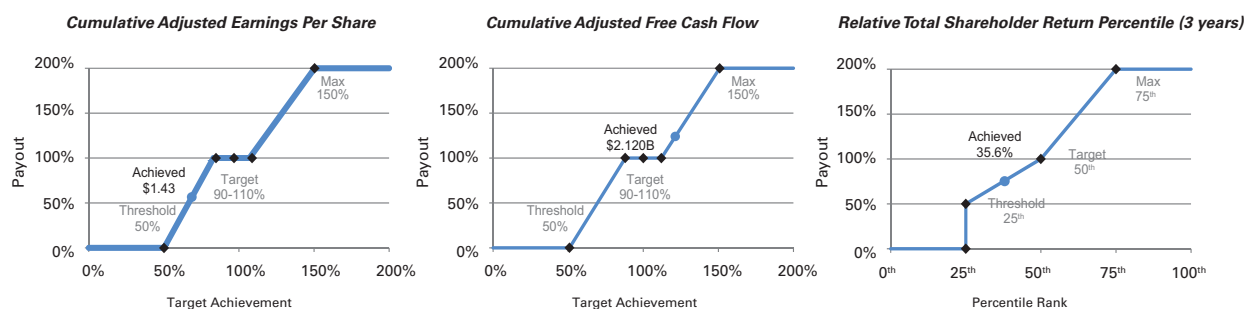 Cumulative Adjusted Earnings Per Share
200%
150%
100%
50%
0%
Payout
Max
150%
Achieved
$1.43
Target
90-110%
Threshold
50%
0%
50%
100%
150%
200%
Target Achievement
Cumulative Adjusted Free Cash Flow
200%
150%
100%
50%
0%
Payout
Max
150%
Achieved
$2.120B
Target
90-110%
Threshold
50%
0%
50%
100%
150%
200%
Target Achievement
Relative Total Shareholder Return Percentile (3 years)
200%
150%
100%
50%
0%
Payout
Max
75th
Achieved
35.6%
Target
50th
Threshold
25th
0th
25th
50th
75th
100th
Percentile Rank